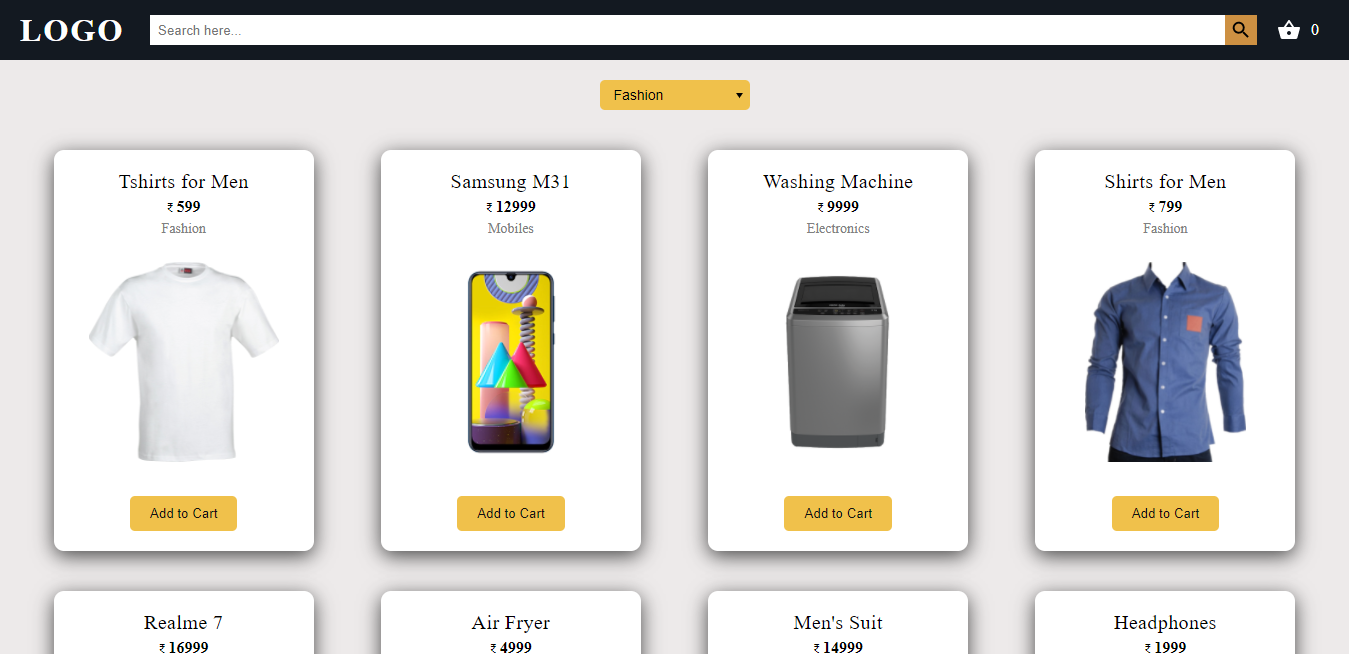 LOGO
Search here...
0
Fashion
Tshirts for Men
₹ 599
Fashion
Add to Cart
Samsung M31
₹ 12999
Mobiles
Add to Cart
Washing Machine
₹ 9999
Electronics
Add to Cart
Shirts for Men
₹ 799
Fashion
Add to Cart
Realme 7
₹ 16999
Air Fryer
₹ 4999
Men's Suit
₹ 14999
Headphones
₹ 1999